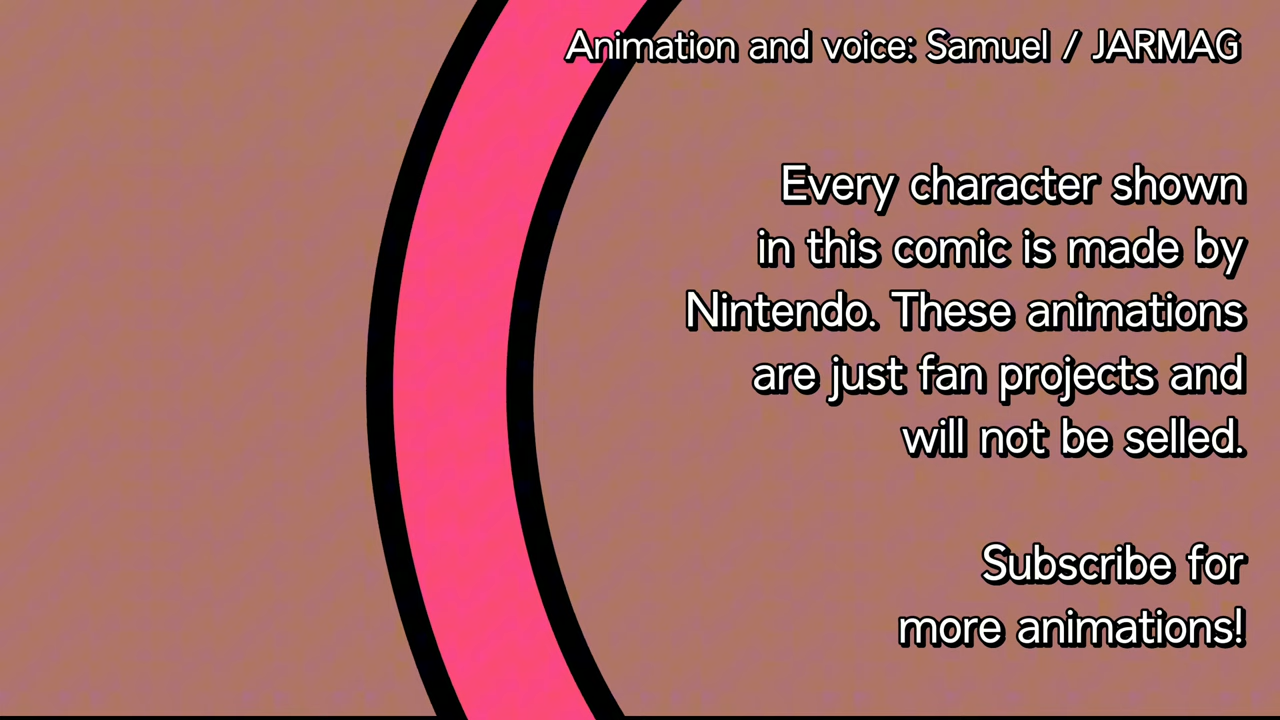 Animation and voice: Samuel / JARMAG
Every character shown
in this comic is made by
Nintendo. These animations
are just fan projects and
will not be selled.
Subscribe for
more animations!